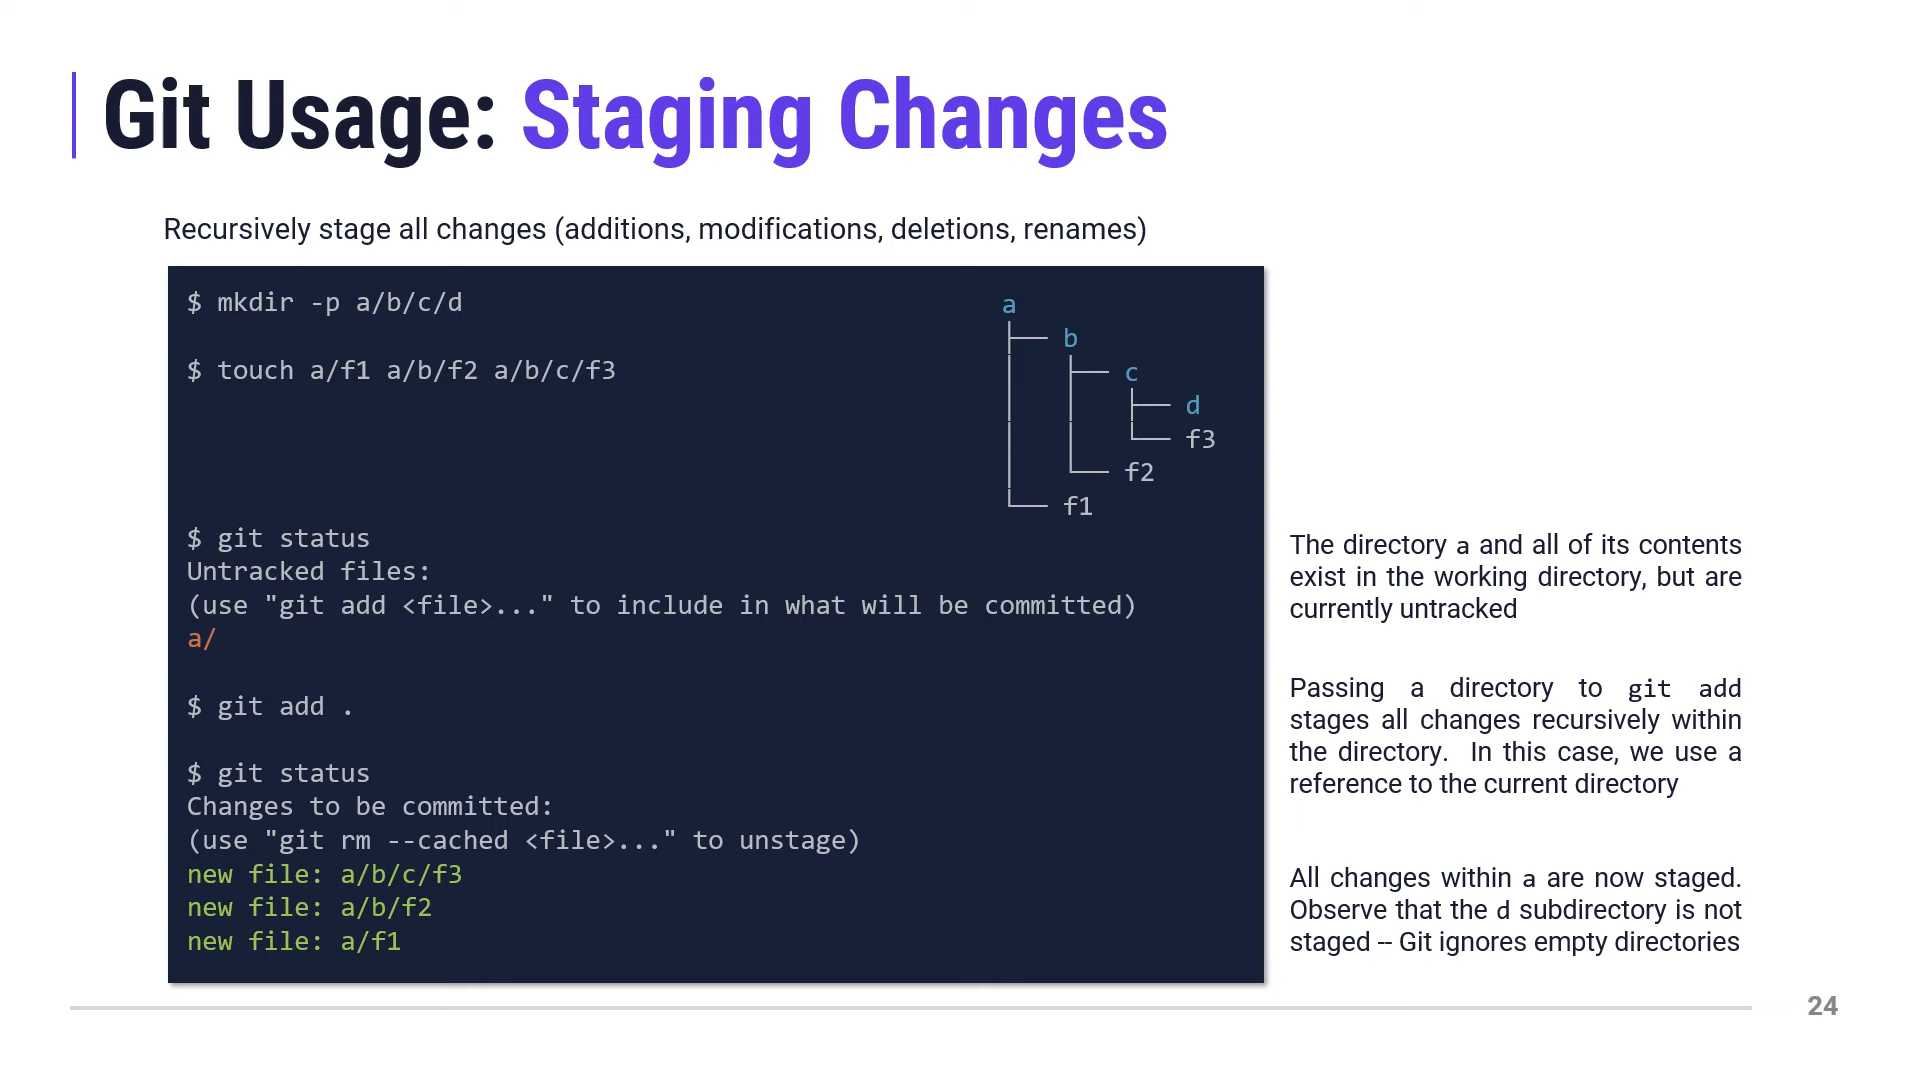 Git Usage: Staging Changes
Recursively stage all changes (additions, modifications, deletions, renames)
$ mkdir -p a/b/c/d
$ touch a/f1 a/b/f2 a/b/c/f3
a
├── b
│   ├── c
│   │   ├── d
│   │   └── f3
│   └── f2
└── f1
$ git status
Untracked files:
(use "git add <file>..." to include in what will be committed)
a/
$ git add .
$ git status
Changes to be committed:
(use "git rm --cached <file>..." to unstage)
new file: a/b/c/f3
new file: a/b/f2
new file: a/f1
The directory a and all of its contents
exist in the working directory, but are
currently untracked
Passing a directory to git add
stages all changes recursively within
the directory. In this case, we use a
reference to the current directory
All changes within a are now staged.
Observe that the d subdirectory is not
staged -- Git ignores empty directories
24